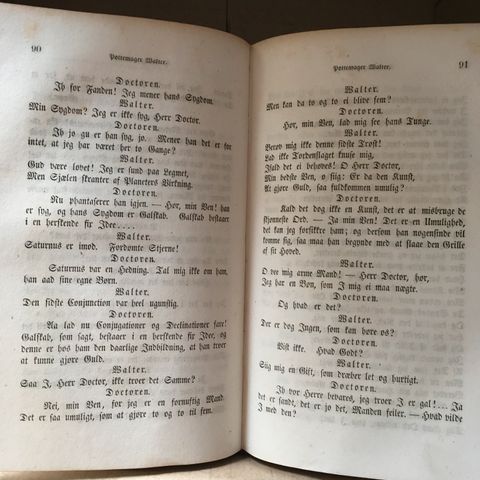 90
Pottemager Walter.
Doctoren.
Ih for Fanden! Jeg mener hans Sygdom.
Walter.
Min Sygdom? Jeg er ikke syg, Herr Doctor.
Doctoren.
Ih jo gu er han syg jo. Mener han det er for
intet, at jeg har været her to Gange?
Walter.
Gud være lovet! Jeg er sund paa Legmet,
Men Sjælen skranter af Planeters Virkning.
Doctoren.
Nu phantaserer han igjen. — Hør, min Ven! han
er syg, og hans Sygdom er Galskab. Galskab bestaaer
i en herskende fix Idee....
Walter.
Saturnus er imod. Fordømte Stjerne!
Doctoren.
Saturnus var en Hedning. Tal mig ikke om ham,
han aad sine egne Børn.
Walter.
Den sidste Conjunction var heel ugunstig.
Doctoren.
Aa lad nu Conjugationer og Declinationer fare!
Galskab, som sagt, bestaaer i en herskende fix Idee, og
denne er hos ham den daarlige Indbildning, at han troer
at kunne gjøre Guld.
Walter.
Saa I, Herr Doctor, ikke troer det Samme?
Doctoren.
Nei, min Ven, for jeg er en fornuftig Mand
Det er saa umuligt, som at gjøre to og to til fem.
Pottemager Walter.
91
Walter.
Men kan da to og to ei blive fem?
Doctoren.
Hør, min Ven, lad mig see hans Tunge.
Walter.
Berøv mig ikke denne sidste Trøst!
Lad ikke Tordenslaget knuse mig,
Ifald det ei behøves! O Herr Doctor,
Min bedste Ven, o siig: Er da den Kunst,
At gjøre Guld, saa fuldkommen umulig?
Doctoren.
Kald det dog ikke en Kunst, det er at misbruge de
skjønneste Ord. — Ja min Ven! Det er en Umulighed,
det kan jeg forsikkre ham; og dersom han nogensinde vil
komme sig, saa maa han begynde med at slaae den Grille
af sit Hoved.
Walter.
O vee mig arme Mand! — Herr Doctor, hør,
Jeg har en Bøn, som J mig ei maa nægte.
Doctoren.
Og hvad er det?
Walter.
Der er dog Ingen, som kan høre os?
Doctoren.
Vist ikke. Hvad Godt?
Walter.
Siig mig en Gift, som dræber let og hurtigt.
Doctoren.
Ih vor Herre bevares, jeg troer J er gal!... Ja
det er sandt, det er jo det, Manden feiler. — Hvad vilde
J med den?